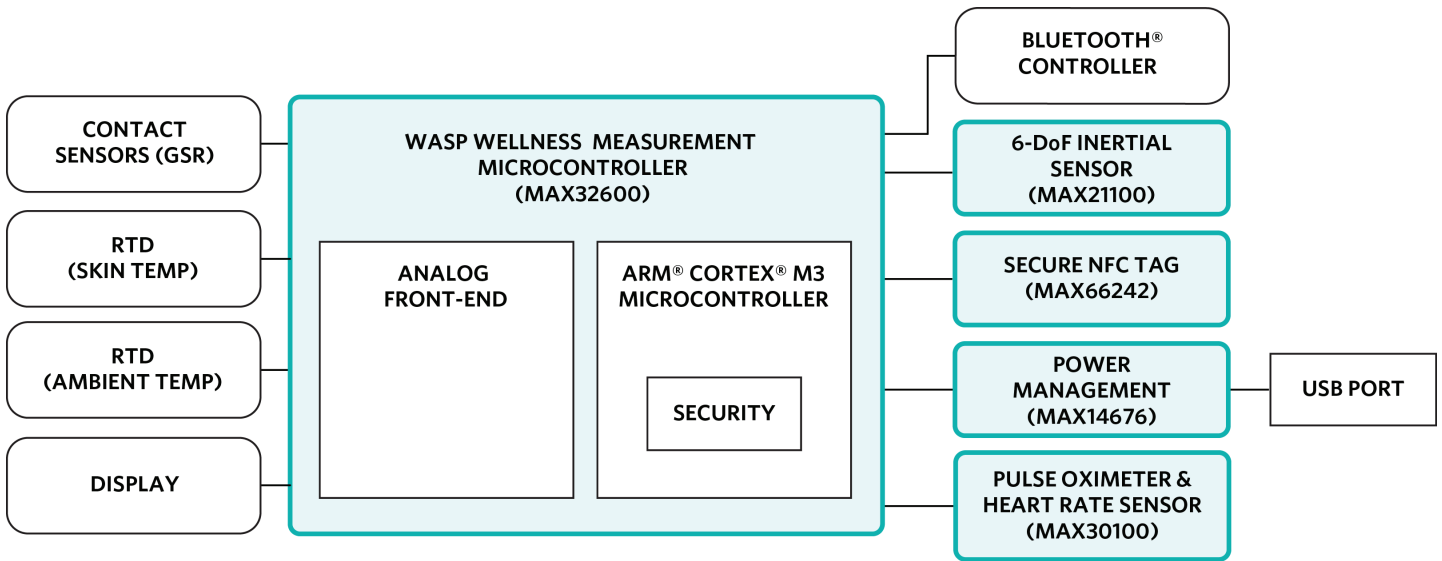 CONTACT
SENSORS (GSR)
RTD
(SKIN TEMP)
RTD
(AMBIENT TEMP)
DISPLAY
WASP WELLNESS MEASUREMENT
MICROCONTROLLER
(MAX32600)
ANALOG
FRONT-END
ARM® CORTEX® M3
MICROCONTROLLER
SECURITY
BLUETOOTH®
CONTROLLER
6-DoF INERTIAL
SENSOR
(MAX21100)
SECURE NFC TAG
(MAX66242)
POWER
MANAGEMENT
(MAX14676)
USB PORT
PULSE OXIMETER &
HEART RATE SENSOR
(MAX30100)